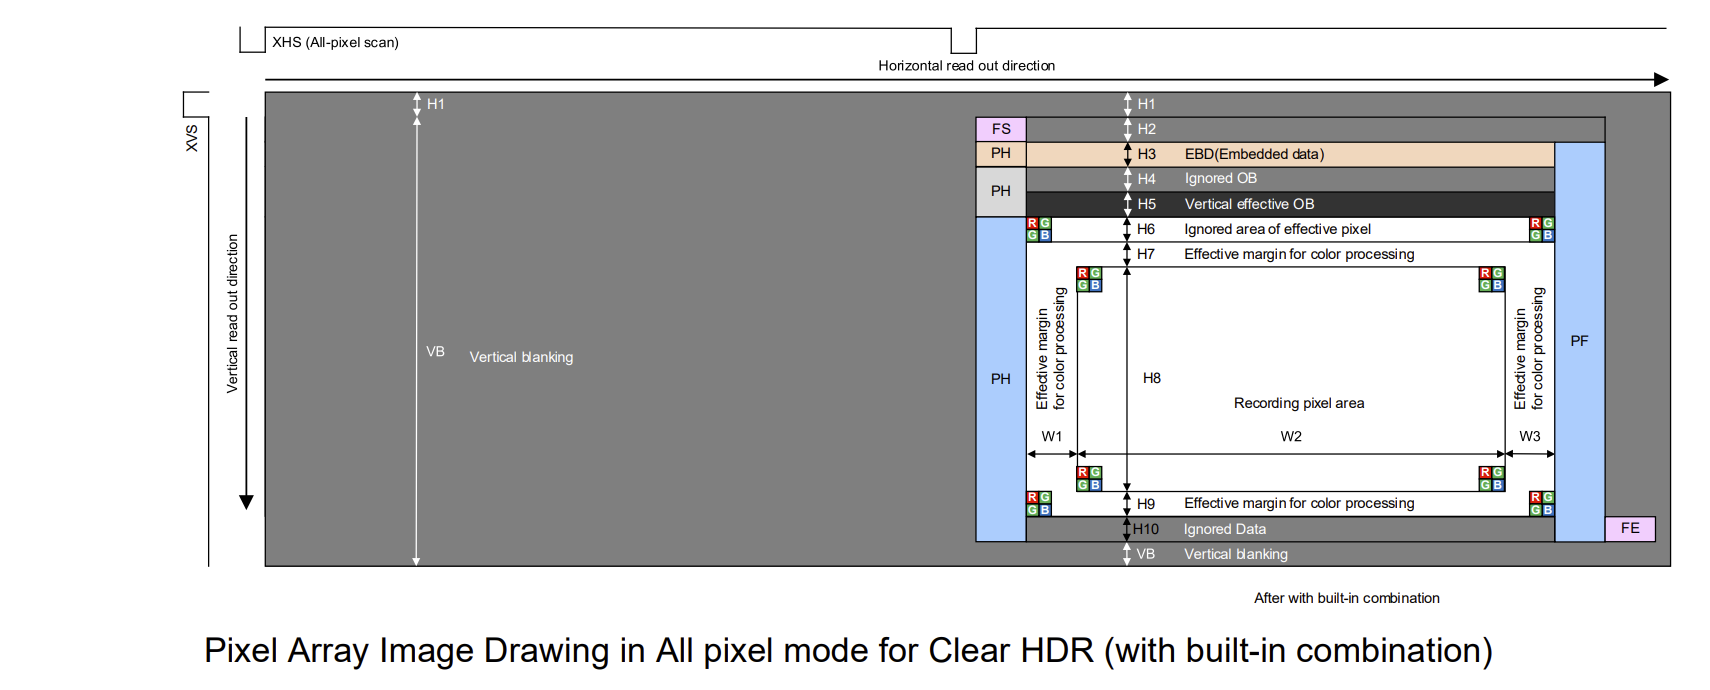 XHS (All-pixel scan)
Horizontal read out direction
XVS
Vertical read out direction
H1
H1
FS
H2
PH
H3 EBD(Embedded data)
PH
H4 Ignored OB
H5 Vertical effective OB
R G
G B
H6 Ignored area of effective pixel
R G
G B
H7 Effective margin for color processing
R G
G B
R G
G B
Effective margin
for color processing
Effective margin
for color processing
PF
VB Vertical blanking
PH
H8
Recording pixel area
W1
W2
W3
R G
G B
R G
G B
R G
G B
H9 Effective margin for color processing
R G
G B
H10 Ignored Data
FE
VB Vertical blanking
After with built-in combination
Pixel Array Image Drawing in All pixel mode for Clear HDR (with built-in combination)